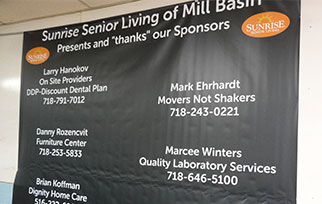 Sunrise Senior Living of Mill Basin
Presents and "thanks" our Sponsors
SUNRISE
SUNRISE
Larry Hanokov
On Site Providers
DDP-Discount Dental Plan
718-791-7012
Mark Ehrhardt
Movers Not Shakers
718-243-0221
Danny Rozencvit
Furniture Center
718-253-5833
Marcee Winters
Quality Laboratory Services
718-646-5100
Brian Koffman
Dignity Home Care